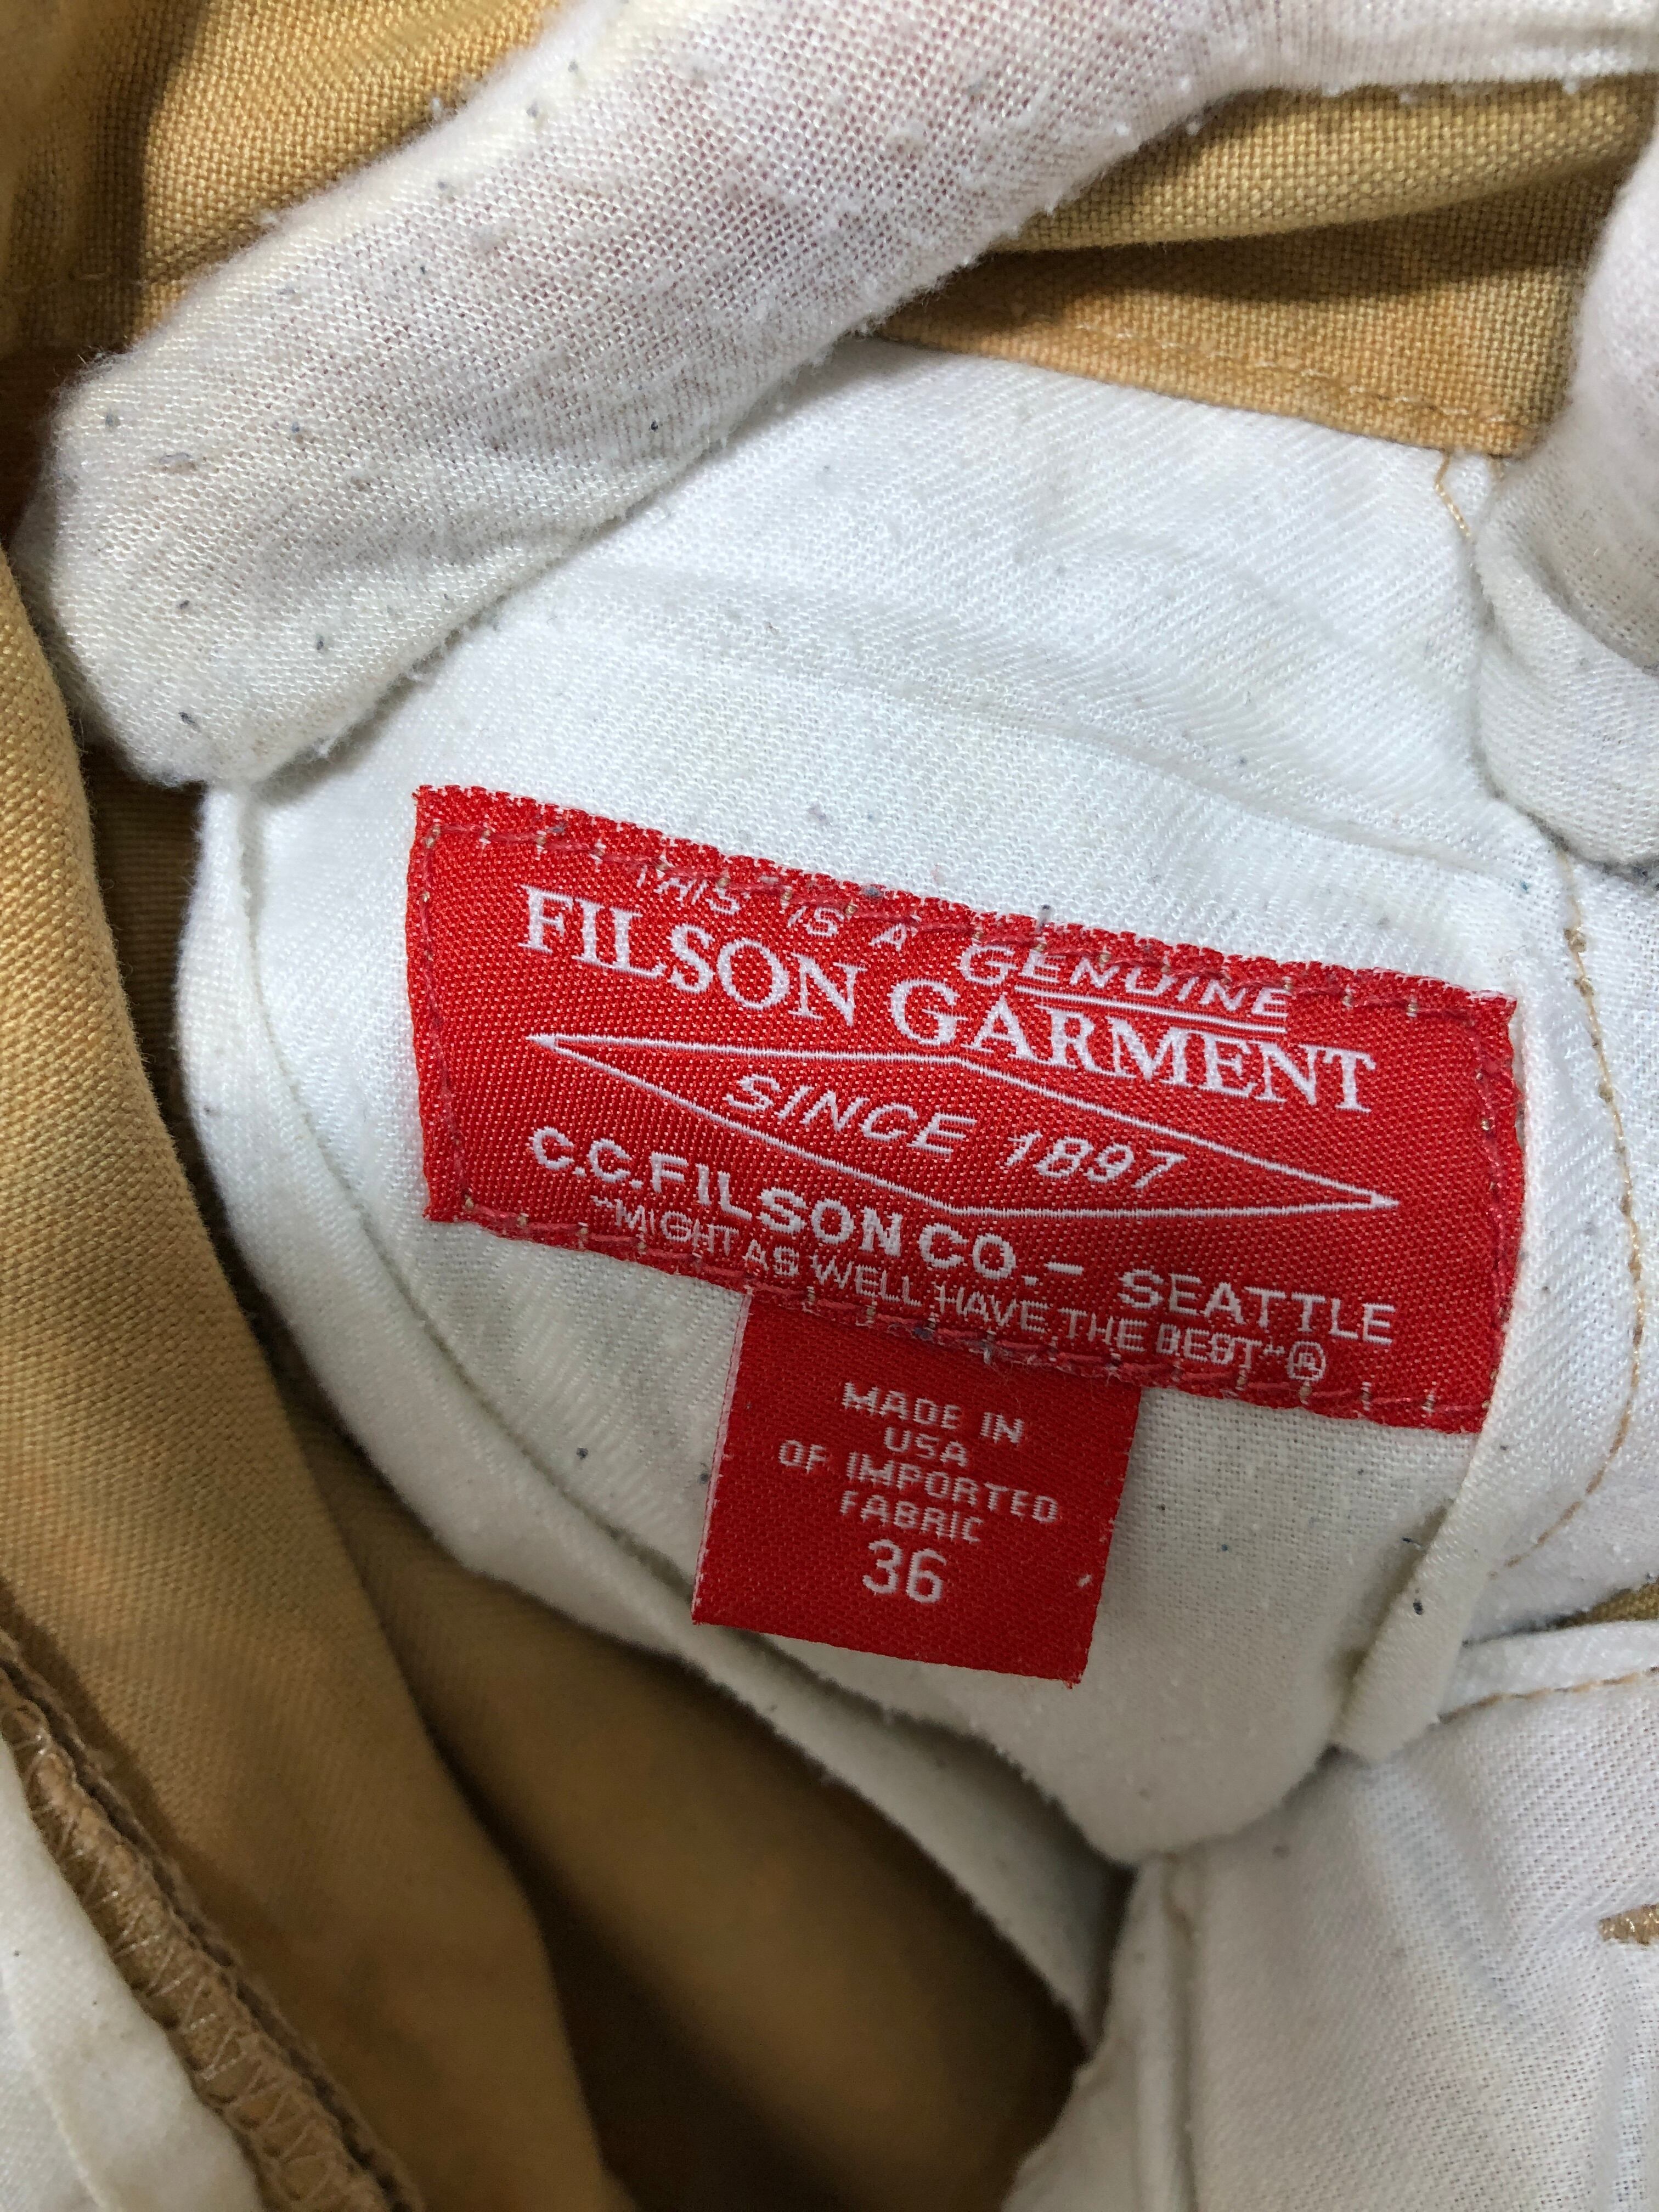 THIS IS A GENUINE
FILSON GARMENT
SINCE 1897
C.C.FILSON CO. – SEATTLE
"MIGHT AS WELL HAVE THE BEST"®
MADE IN
USA
OF IMPORTED
FABRIC
36